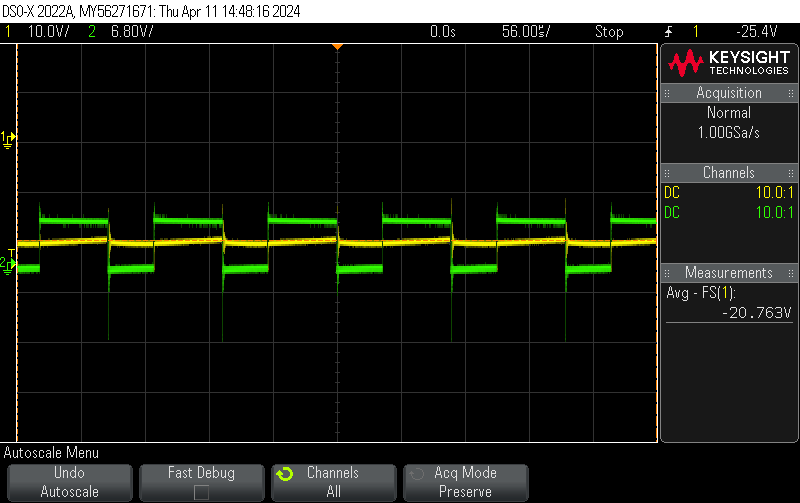 DSO-X 2022A, MY56271671: Thu Apr 11 14:48:16 2024
1 10.0V/ 2 6.80V/ 0.0s 56.00us/ Stop 1 -25.4V
KEYSIGHT
TECHNOLOGIES
Acquisition
Normal
1.00GSa/s
Channels
DC 10.0:1
DC 10.0:1
Measurements
Avg - FS(1):
-20.763V
1
T
2
Autoscale Menu
Undo
Autoscale
Fast Debug
Channels
All
Acq Mode
Preserve